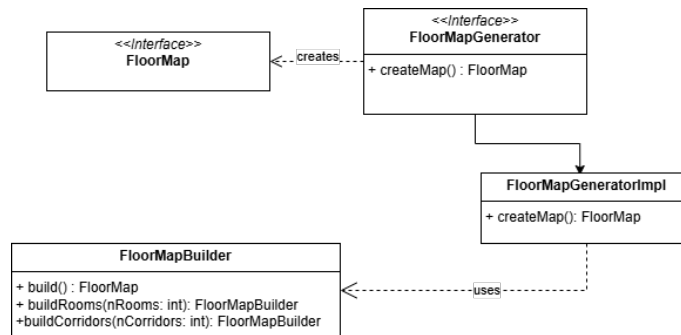 <<Interface>>
FloorMap
creates
<<Interface>>
FloorMapGenerator
+ createMap() : FloorMap
FloorMapGeneratorImpl
+ createMap(): FloorMap
FloorMapBuilder
+ build() : FloorMap
+ buildRooms(nRooms: int): FloorMapBuilder
+buildCorridors(nCorridors: int): FloorMapBuilder
uses